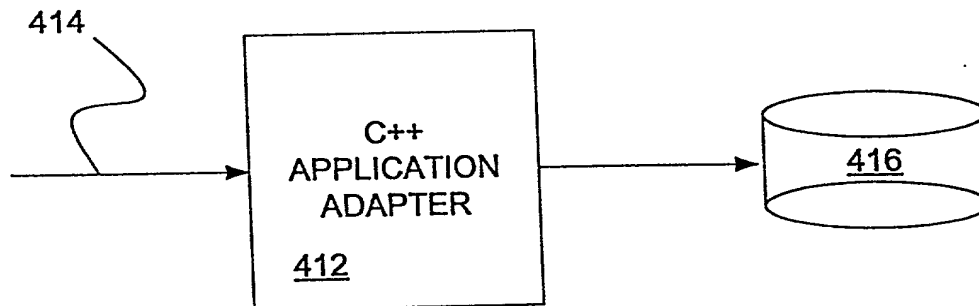 414
C++
APPLICATION
ADAPTER
412
416